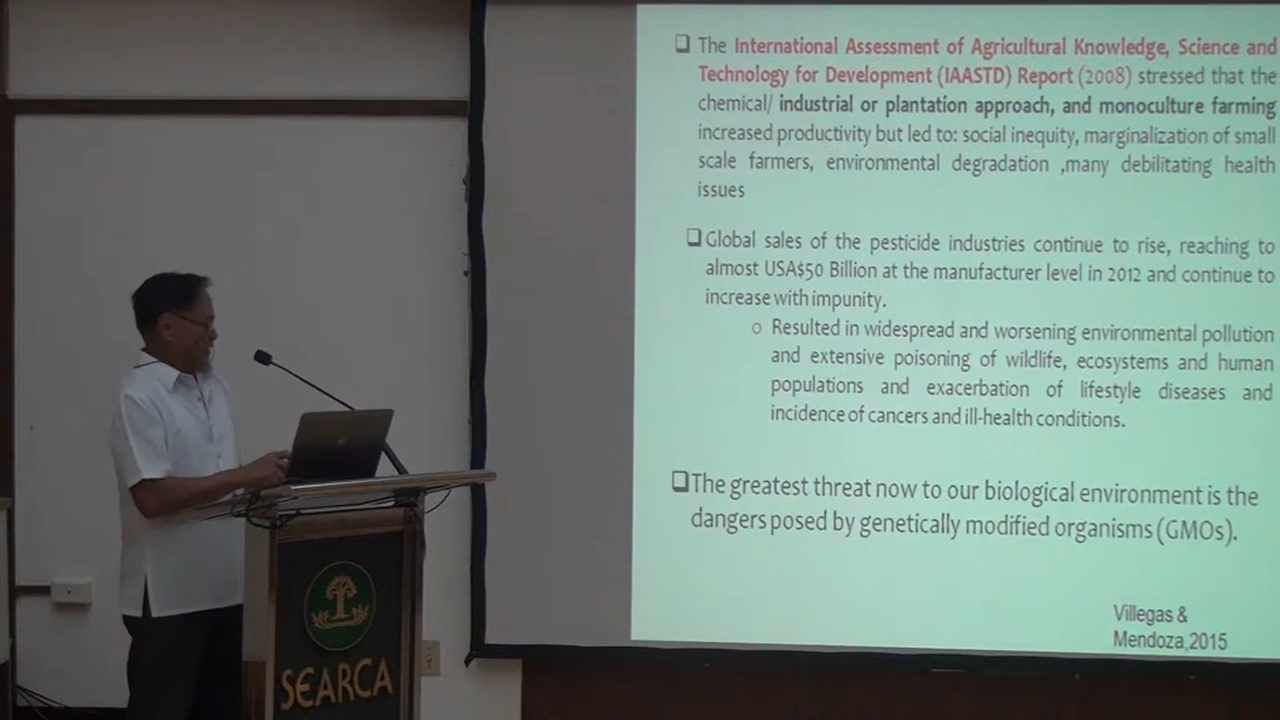 The International Assessment of Agricultural Knowledge, Science and
Technology for Development (IAASTD) Report (2008) stressed that the
chemical/ industrial or plantation approach, and monoculture farming
increased productivity but led to: social inequity, marginalization of small
scale farmers, environmental degradation ,many debilitating health
issues
Global sales of the pesticide industries continue to rise, reaching to
almost USA$50 Billion at the manufacturer level in 2012 and continue to
increase with impunity.
o Resulted in widespread and worsening environmental pollution
and extensive poisoning of wildlife, ecosystems and human
populations and exacerbation of lifestyle diseases and
incidence of cancers and ill-health conditions.
The greatest threat now to our biological environment is the
dangers posed by genetically modified organisms (GMOs).
Villegas &
Mendoza,2015
SEARCA